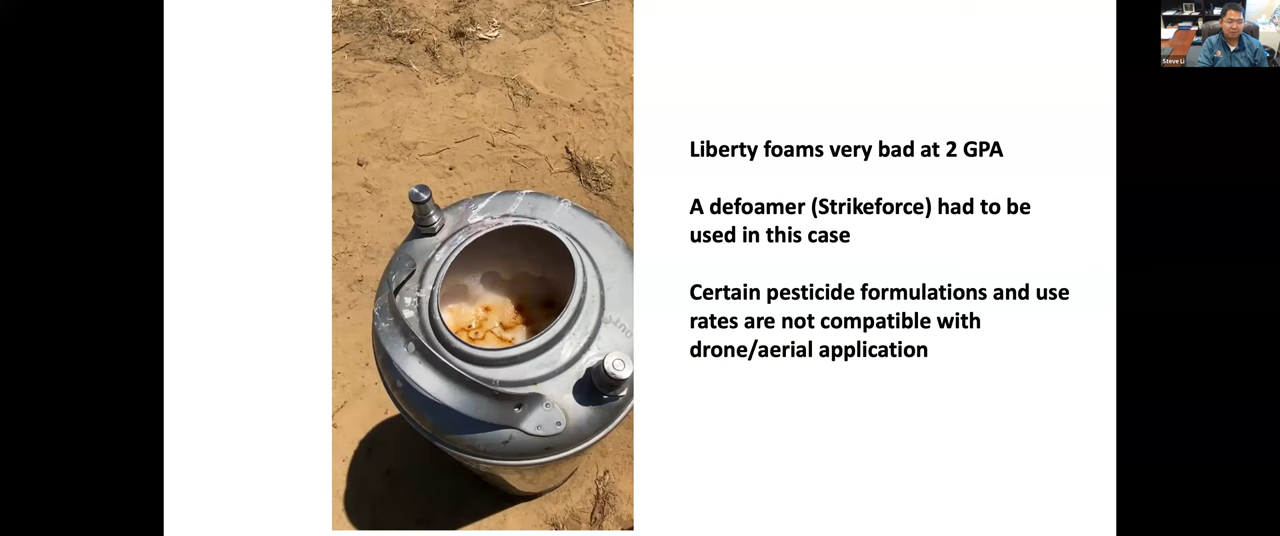 Liberty foams very bad at 2 GPA
A defoamer (Strikeforce) had to be
used in this case
Certain pesticide formulations and use
rates are not compatible with
drone/aerial application
Steve Li